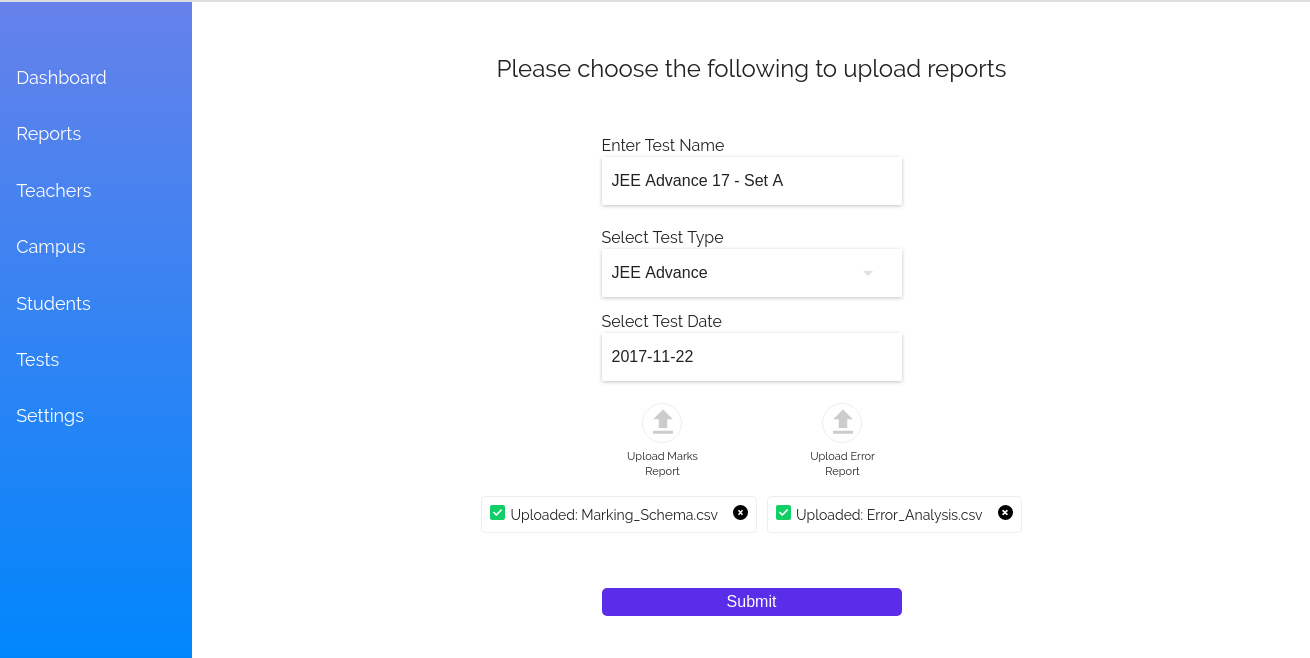 Dashboard
Reports
Teachers
Campus
Students
Tests
Settings
Please choose the following to upload reports
Enter Test Name
JEE Advance 17 - Set A
Select Test Type
JEE Advance
Select Test Date
2017-11-22
Upload Marks
Report
Upload Error
Report
Uploaded: Marking_Schema.csv
Uploaded: Error_Analysis.csv
Submit